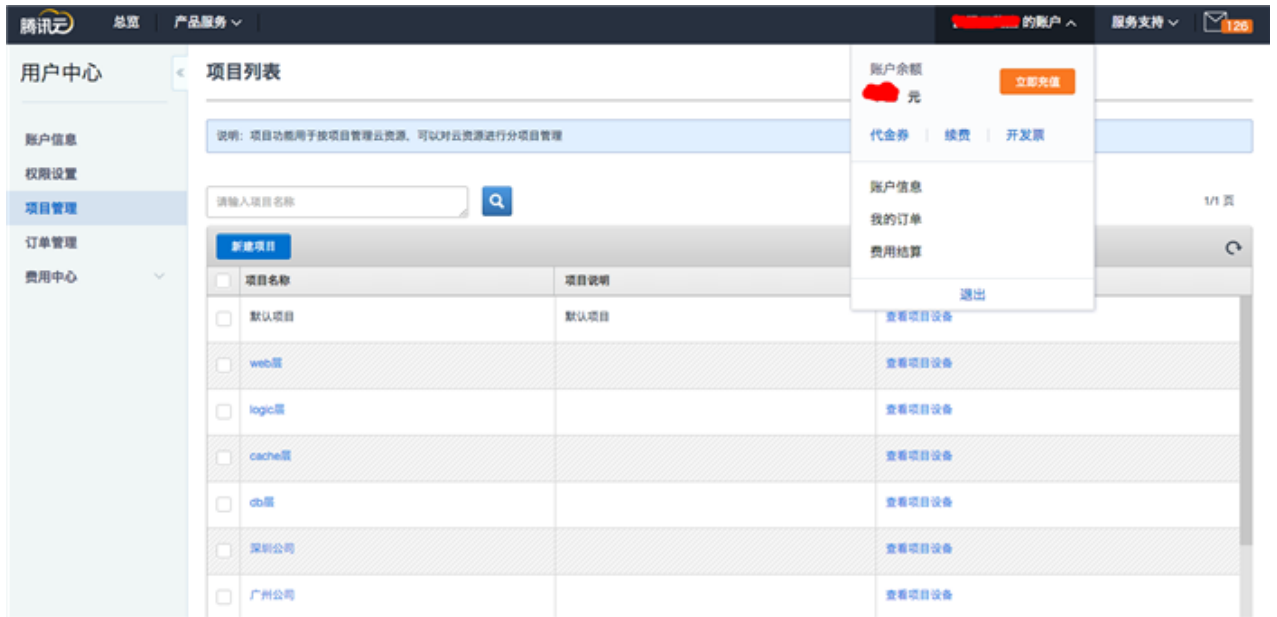 腾讯云 总览 产品服务 的账户 服务支持 126
用户中心
«
项目列表
账户余额
立即充值
元
账户信息
说明：项目功能用于按项目管理云资源，可以对云资源进行分项目管理
代金券 续费 开发票
权限设置
账户信息
项目管理
请输入项目名称
1/1 页
我的订单
订单管理
新建项目
费用结算
费用中心
项目名称 项目说明
退出
默认项目 默认项目 查看项目设备
web层 查看项目设备
logic层 查看项目设备
cache层 查看项目设备
db层 查看项目设备
深圳公司 查看项目设备
广州公司 查看项目设备